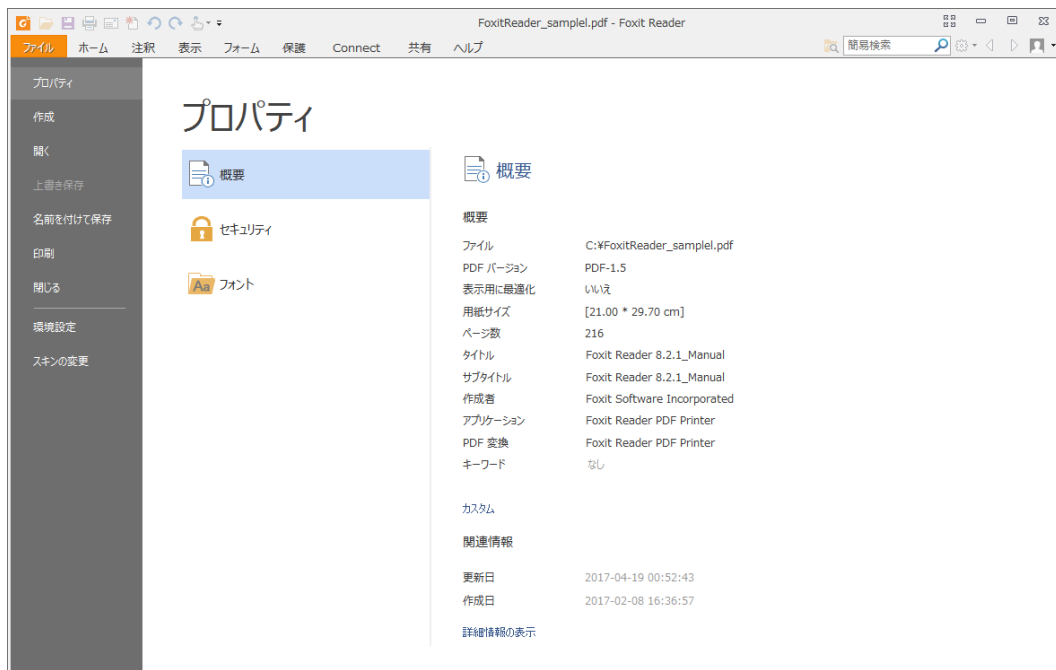 FoxitReader_samplel.pdf - Foxit Reader
ファイル ホーム 注釈 表示 フォーム 保護 Connect 共有 ヘルプ 簡易検索
プロパティ
作成
開く
上書き保存
名前を付けて保存
印刷
閉じる
環境設定
スキンの変更
プロパティ
概要
セキュリティ
Aa フォント
概要
概要
ファイル C:¥FoxitReader_samplel.pdf
PDF バージョン PDF-1.5
表示用に最適化 いいえ
用紙サイズ [21.00 * 29.70 cm]
ページ数 216
タイトル Foxit Reader 8.2.1_Manual
サブタイトル Foxit Reader 8.2.1_Manual
作成者 Foxit Software Incorporated
アプリケーション Foxit Reader PDF Printer
PDF 変換 Foxit Reader PDF Printer
キーワード なし
カスタム
関連情報
更新日 2017-04-19 00:52:43
作成日 2017-02-08 16:36:57
詳細情報の表示